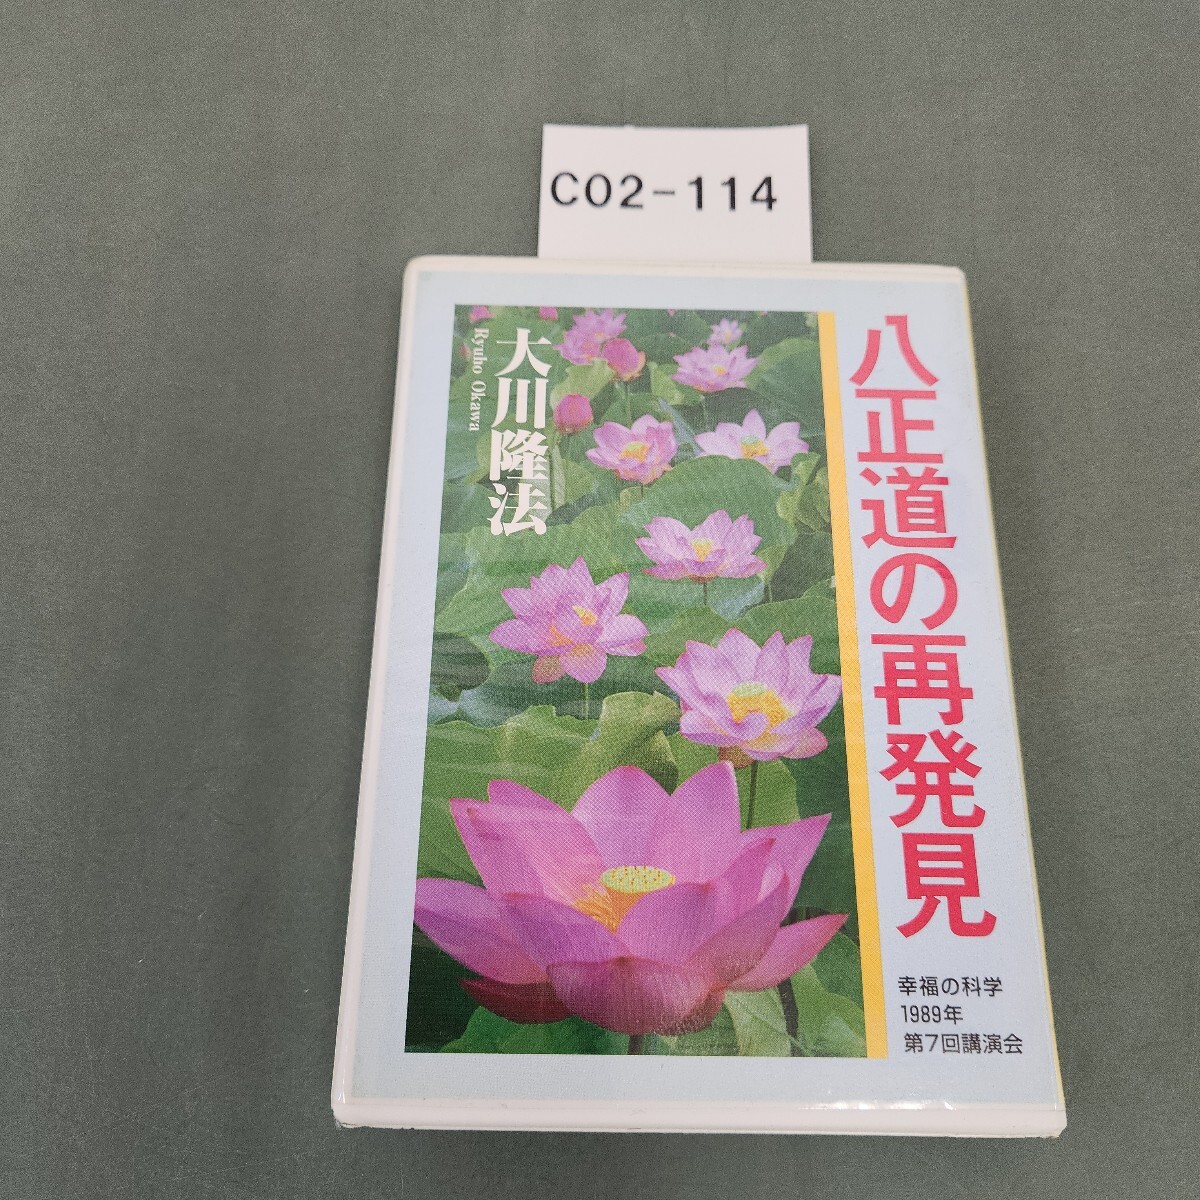 C02-114
八正道の再発見
大川隆法
Ryuho Okawa
幸福の科学
1989年
第7回講演会